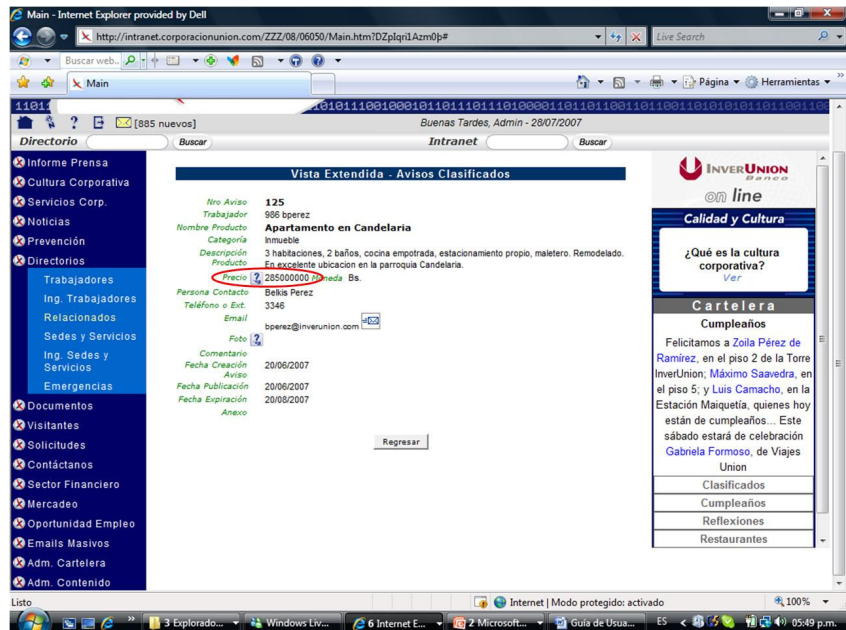 Main - Internet Explorer provided by Dell
http://intranet.corporacionunion.com/ZZZ/08/06050/Main.htm?DZpIqri1Azm0þ#
Live Search
Buscar web..
Main
Página
Herramientas
[885 nuevos]
Buenas Tardes, Admin - 28/07/2007
Directorio
Buscar
Intranet
Buscar
Informe Prensa
Cultura Corporativa
Servicios Corp.
Noticias
Prevención
Directorios
Trabajadores
Ing. Trabajadores
Relacionados
Sedes y Servicios
Ing. Sedes y
Servicios
Emergencias
Documentos
Visitantes
Solicitudes
Contáctanos
Sector Financiero
Mercadeo
Oportunidad Empleo
Emails Masivos
Adm. Cartelera
Adm. Contenido
Vista Extendida - Avisos Clasificados
Nro Aviso 125
Trabajador 986 bperez
Nombre Producto Apartamento en Candelaria
Categoría Inmueble
Descripción 3 habitaciones, 2 baños, cocina empotrada, estacionamiento propio, maletero. Remodelado.
Producto En excelente ubicacion en la parroquia Candelaria.
Precio ? 285000000 Moneda Bs.
Persona Contacto Belkis Perez
Teléfono o Ext. 3346
Email
bperez@inverunion.com
Foto ?
Comentario
Fecha Creación 20/06/2007
Aviso
Fecha Publicación 20/06/2007
Fecha Expiración 20/08/2007
Anexo
Regresar
INVERUNION
Banco
on line
Calidad y Cultura
¿Qué es la cultura
corporativa?
Ver
Cartelera
Cumpleaños
Felicitamos a Zoila Pérez de
Ramírez, en el piso 2 de la Torre
InverUnion; Máximo Saavedra, en
el piso 5; y Luis Camacho, en la
Estación Maiquetía, quienes hoy
están de cumpleaños... Este
sábado estará de celebración
Gabriela Formoso, de Viajes
Union
Clasificados
Cumpleaños
Reflexiones
Restaurantes
Listo
Internet | Modo protegido: activado
100%
3 Explorado...
Windows Liv...
6 Internet E...
2 Microsoft...
Guía de Usua...
ES
05:49 p.m.